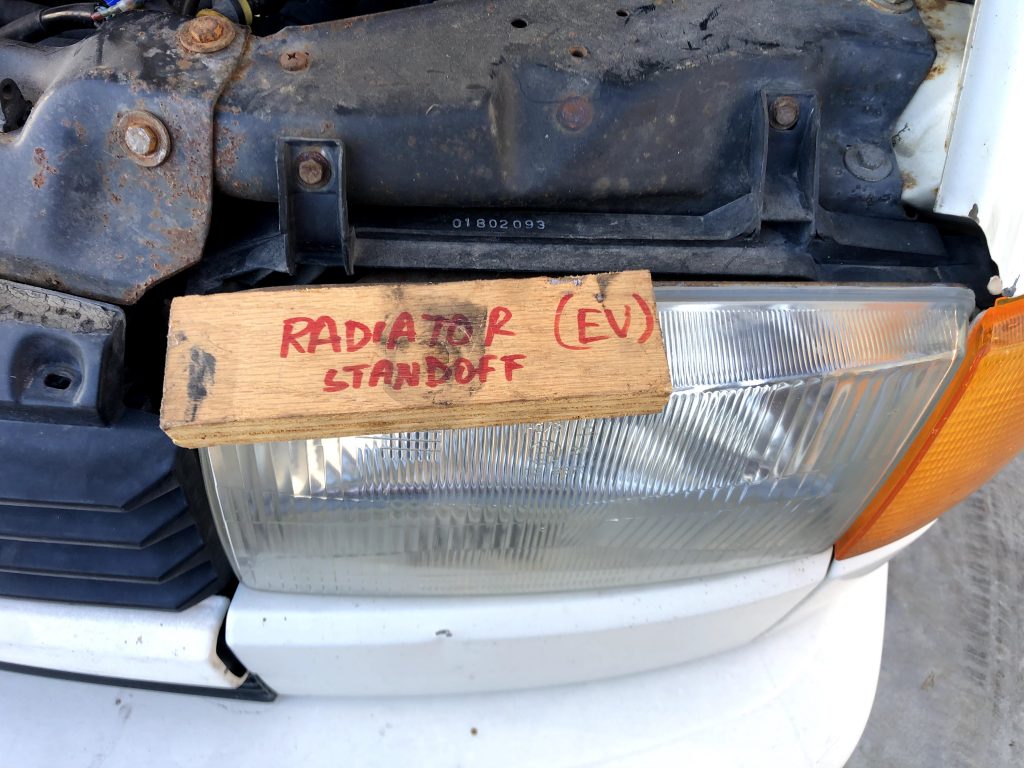 01802093
RADIATOR (EV)
STANDOFF